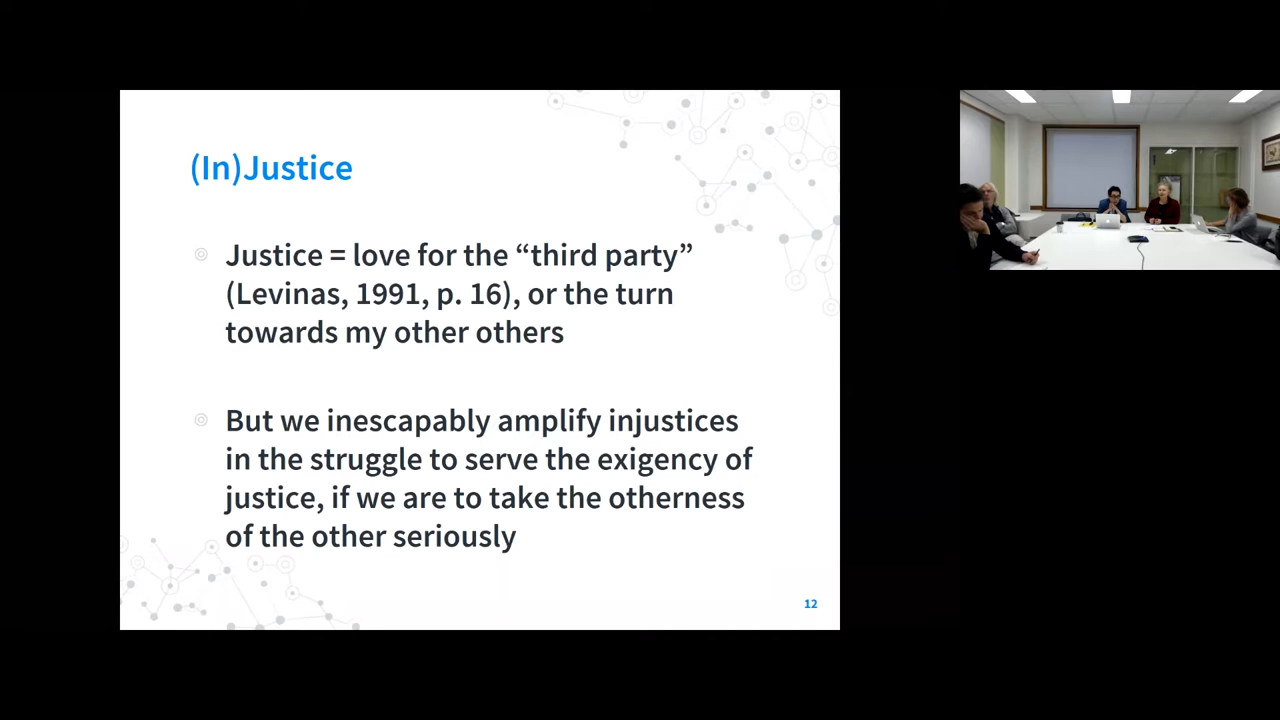 (In)Justice
Justice = love for the “third party”
(Levinas, 1991, p. 16), or the turn
towards my other others
But we inescapably amplify injustices
in the struggle to serve the exigency of
justice, if we are to take the otherness
of the other seriously
12